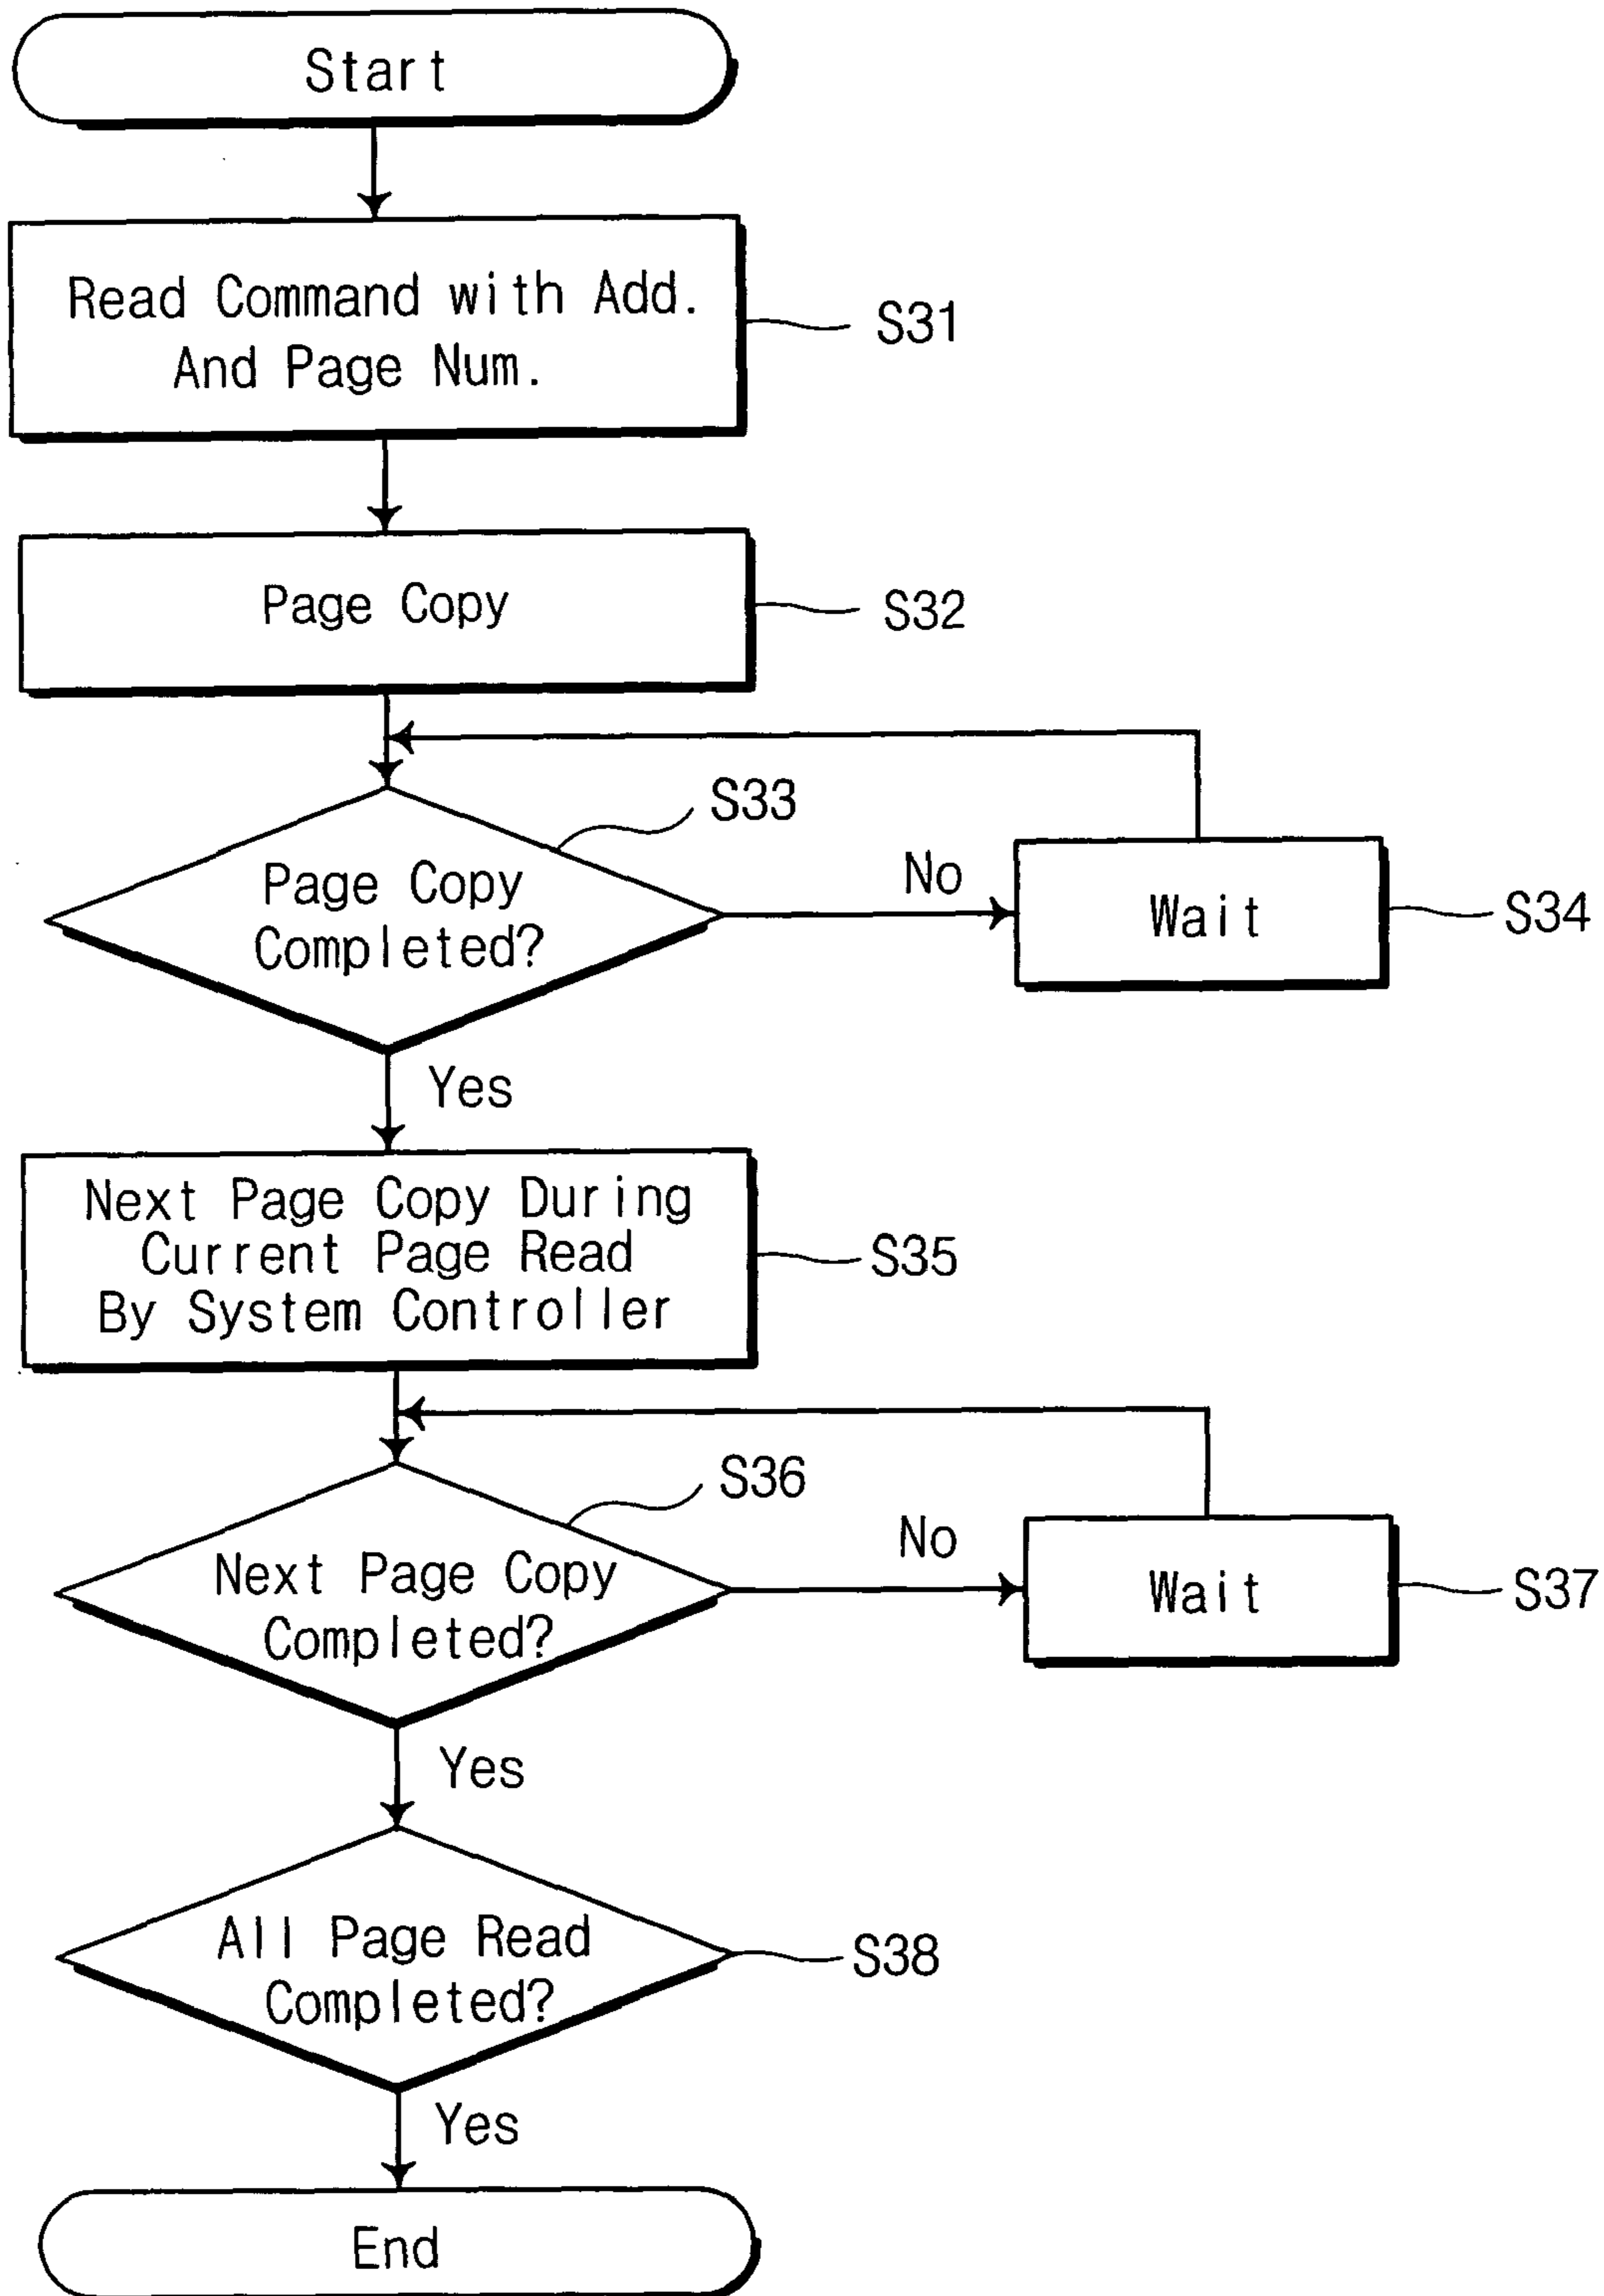 Start
Read Command with Add.
And Page Num.
S31
Page Copy
S32
S33
Page Copy
Completed?
No
Wait
S34
Yes
Next Page Copy During
Current Page Read
By System Controller
S35
S36
Next Page Copy
Completed?
No
Wait
S37
Yes
All Page Read
Completed?
S38
Yes
End